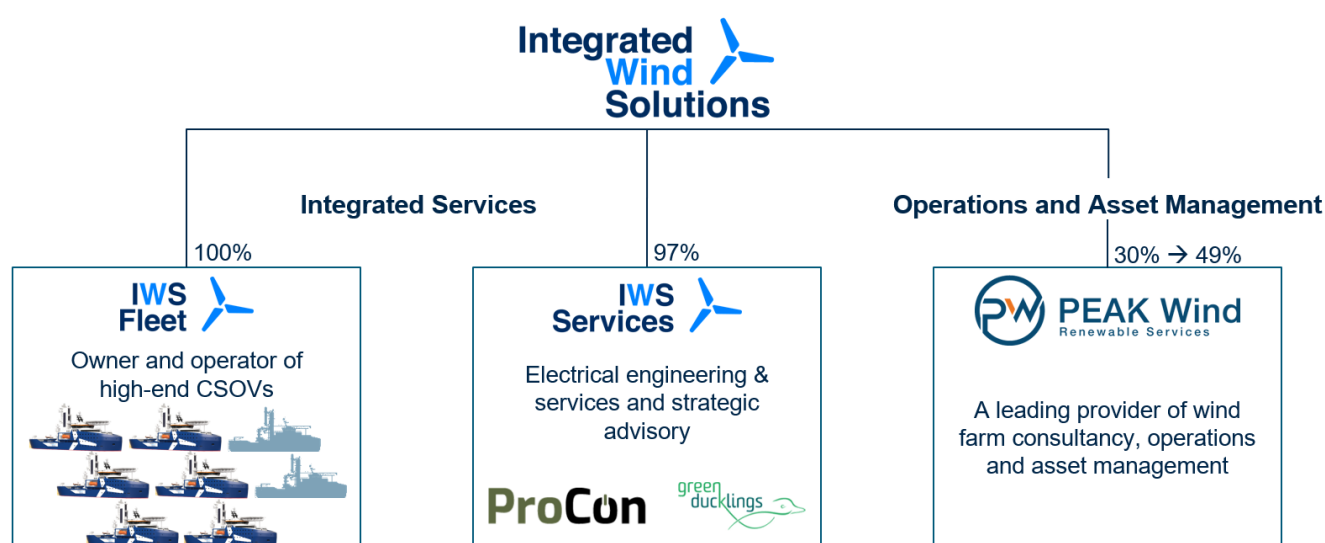 Integrated
Wind
Solutions
Integrated Services
Operations and Asset Management
100%
97%
30% → 49%
IWS
Fleet
Owner and operator of
high-end CSOVs
IWS
Services
Electrical engineering &
services and strategic
advisory
ProCon
green
ducklings
PW
PEAK Wind
Renewable Services
A leading provider of wind
farm consultancy, operations
and asset management